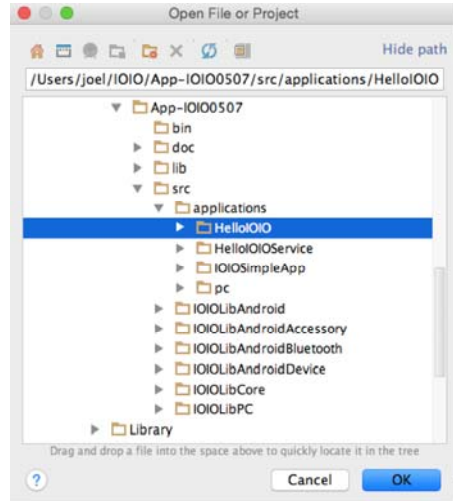 Open File or Project
Hide path
/Users/joel/IOIO/App-IOIO0507/src/applications/HelloIOIO
App-IOIO0507
bin
doc
lib
src
applications
HelloIOIO
HelloIOIOService
IOIOSimpleApp
pc
IOIOLibAndroid
IOIOLibAndroidAccessory
IOIOLibAndroidBluetooth
IOIOLibAndroidDevice
IOIOLibCore
IOIOLibPC
Library
Drag and drop a file into the space above to quickly locate it in the tree
? Cancel OK